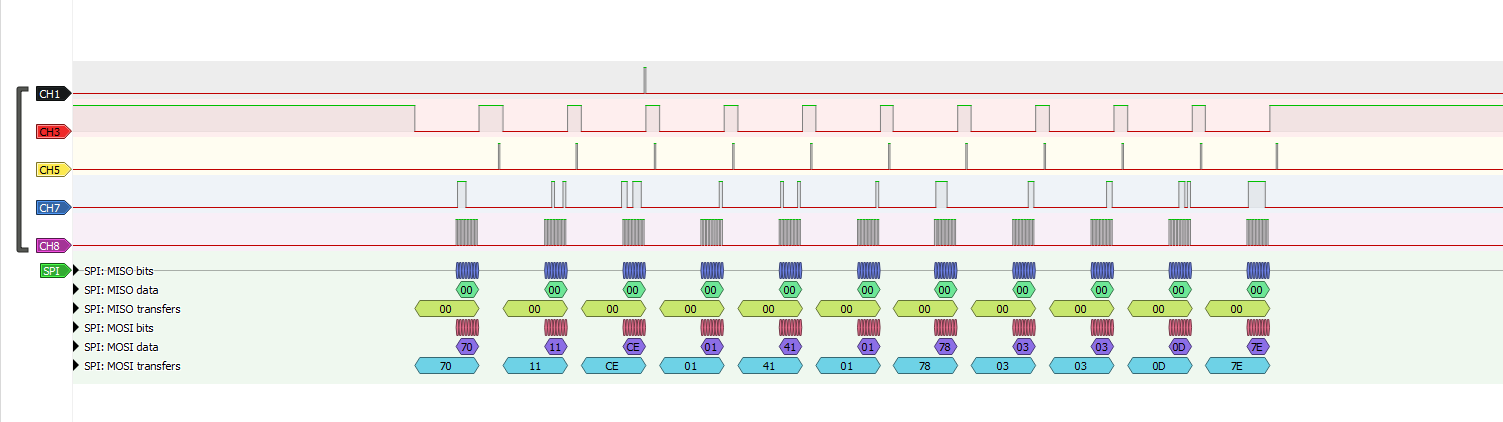 CH1
CH3
CH5
CH7
CH8
SPI SPI: MISO bits
SPI: MISO data 00 00 00 00 00 00 00 00 00 00 00
SPI: MISO transfers 00 00 00 00 00 00 00 00 00 00 00
SPI: MOSI bits
SPI: MOSI data 70 11 CE 01 41 01 78 03 03 0D 7E
SPI: MOSI transfers 70 11 CE 01 41 01 78 03 03 0D 7E